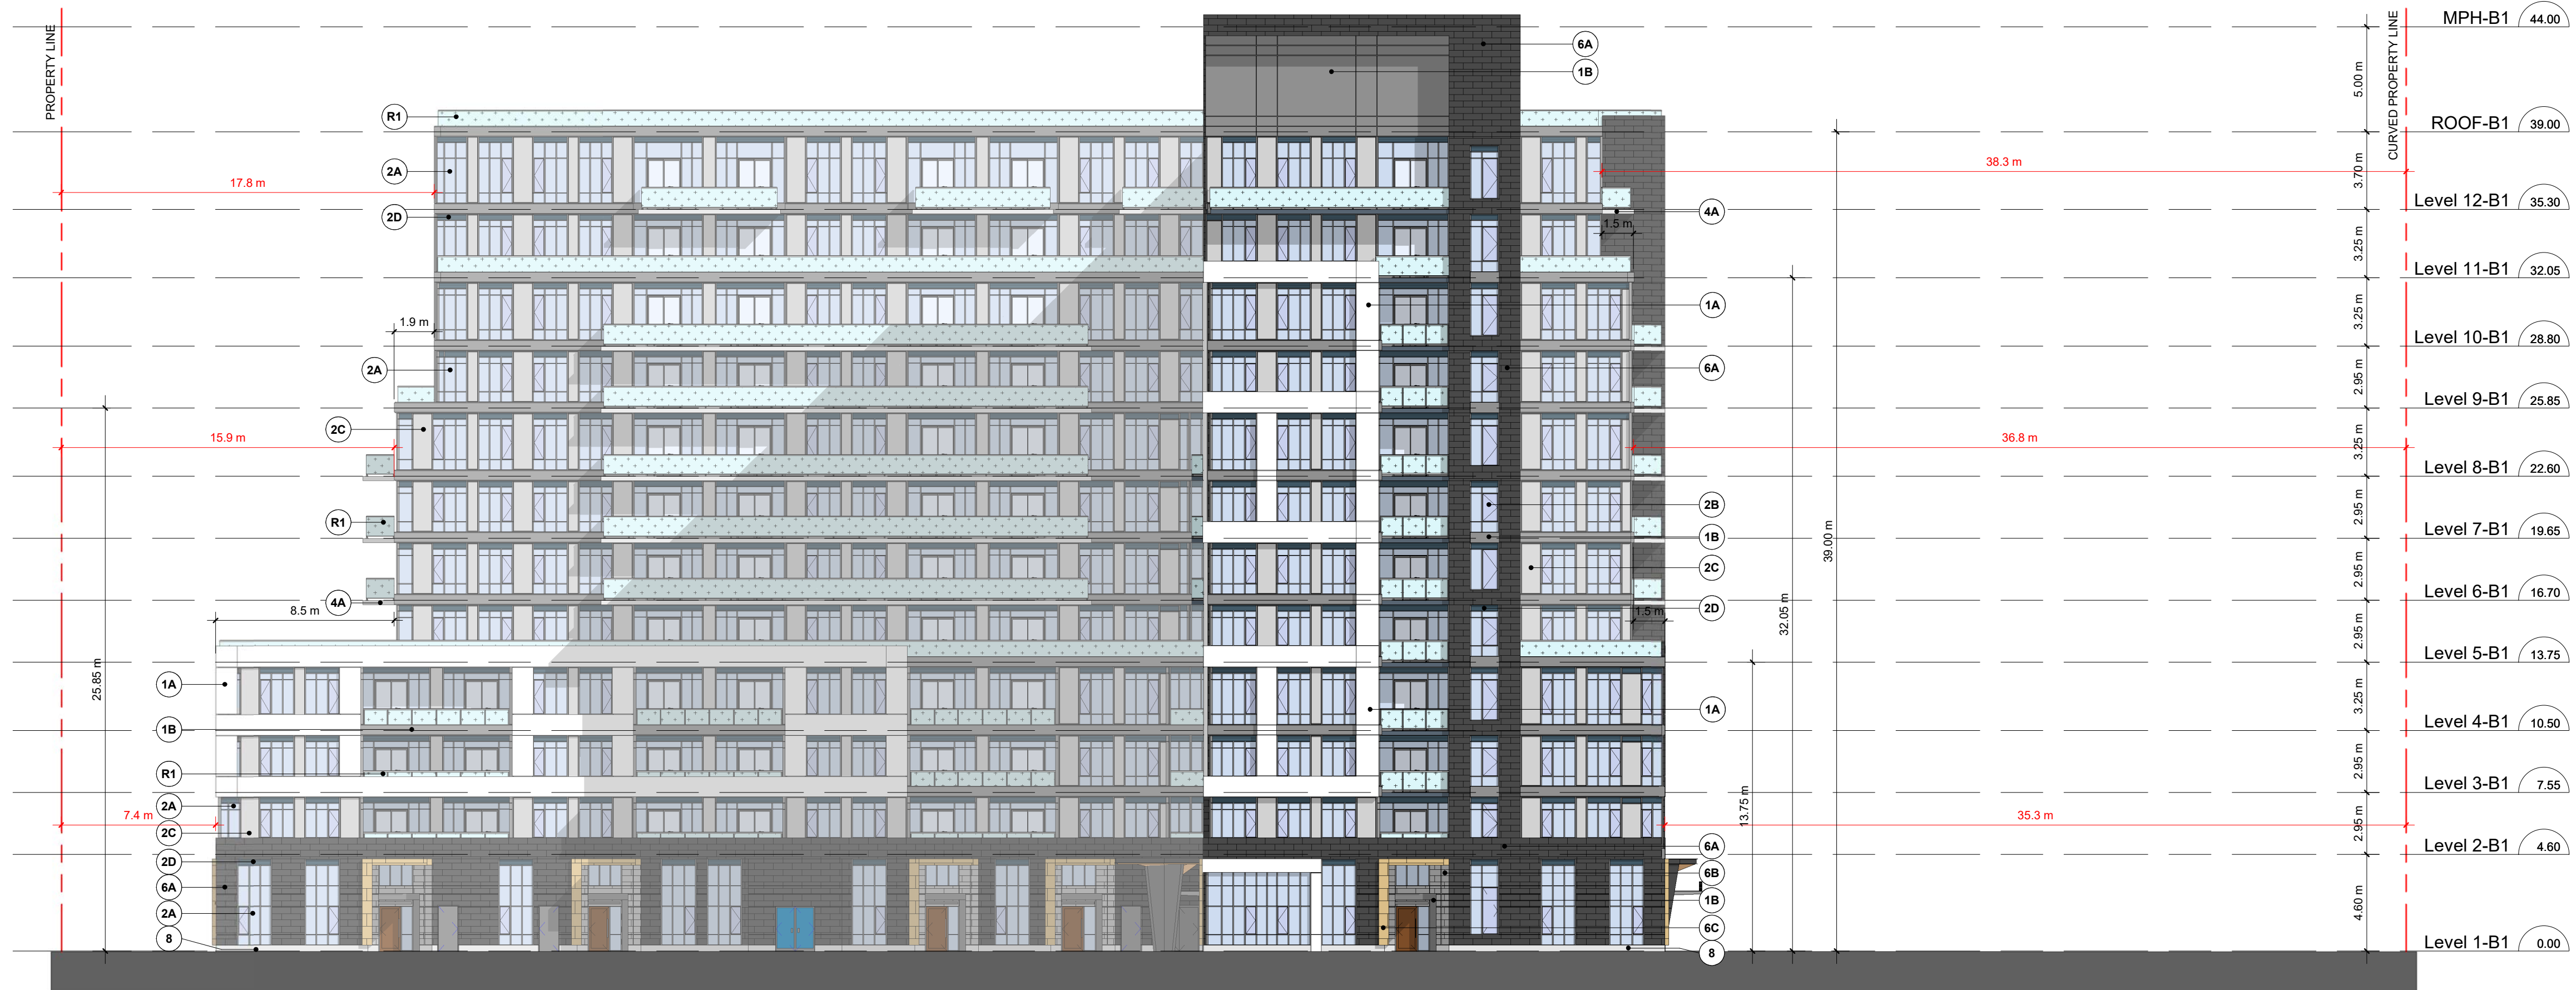 PROPERTY LINE
CURVED PROPERTY LINE
MPH-B1 44.00
6A
1B
5.00 m
R1
ROOF-B1 39.00
2A
17.8 m
38.3 m
3.70 m
2D
4A
Level 12-B1 35.30
1.5 m
3.25 m
Level 11-B1 32.05
1A
3.25 m
1.9 m
Level 10-B1 28.80
2A
6A
2.95 m
Level 9-B1 25.85
2C
15.9 m
36.8 m
3.25 m
Level 8-B1 22.60
2B
R1
2.95 m
1B
Level 7-B1 19.65
39.00 m
2C
2.95 m
Level 6-B1 16.70
4A
2D
8.5 m
1.5 m
32.05 m
2.95 m
Level 5-B1 13.75
25.85 m
1A
1A
3.25 m
1B
Level 4-B1 10.50
R1
2.95 m
Level 3-B1 7.55
2A
13.75 m
7.4 m
35.3 m
2C
2.95 m
6A
Level 2-B1 4.60
2D
6B
6A
1B
2A
4.60 m
6C
8
8
Level 1-B1 0.00